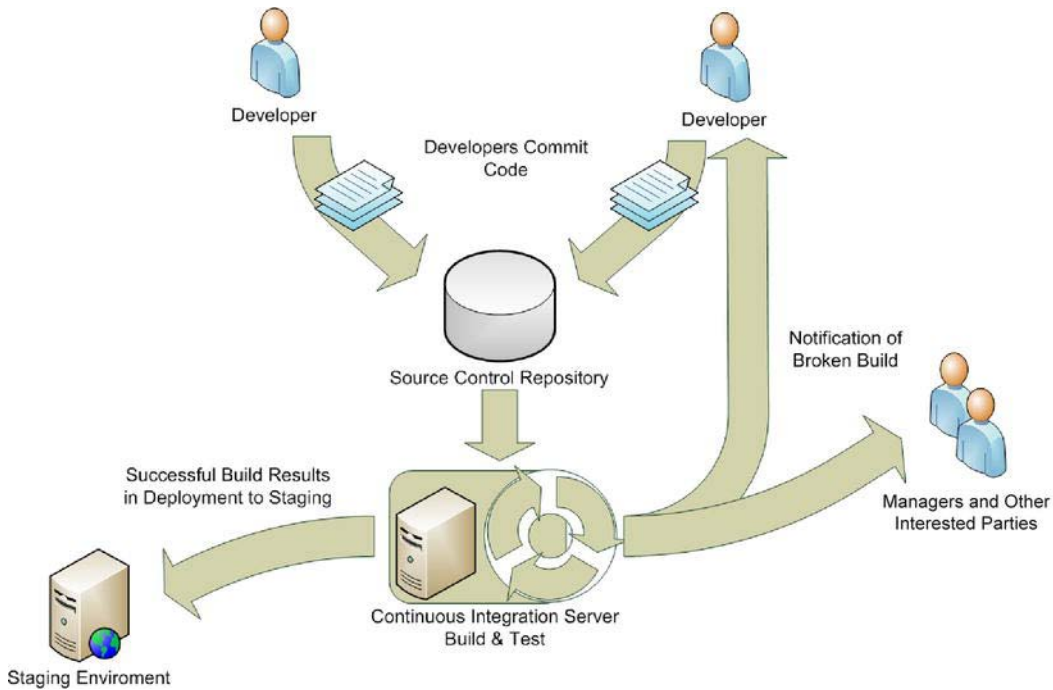 Developer
Developer
Developers Commit
Code
Source Control Repository
Notification of
Broken Build
Managers and Other
Interested Parties
Successful Build Results
in Deployment to Staging
Continuous Integration Server
Build & Test
Staging Enviroment